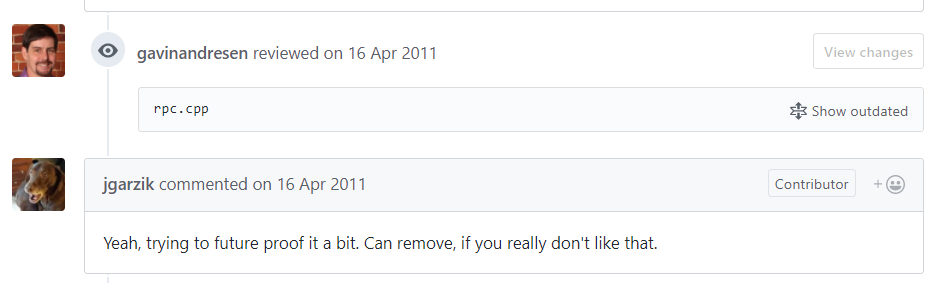 gavinandresen reviewed on 16 Apr 2011
View changes
rpc.cpp
Show outdated
jgarzik commented on 16 Apr 2011
Contributor
+
Yeah, trying to future proof it a bit. Can remove, if you really don't like that.